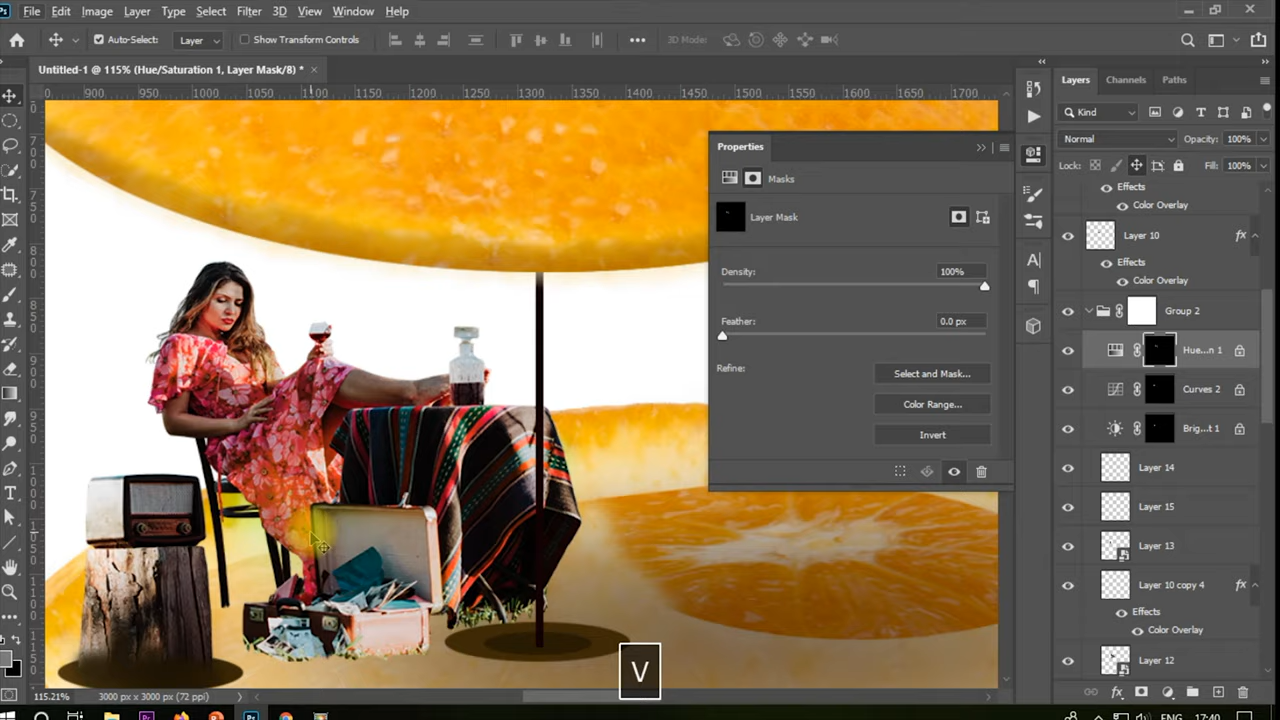 Ps File Edit Image Layer Type Select Filter 3D View Window Help
Auto-Select: Layer Show Transform Controls 3D Mode:
Untitled-1 @ 115% (Hue/Saturation 1, Layer Mask/8) * ×
900 950 1000 1050 1100 1150 1200 1250 1300 1350 1400 1450 1500 1550 1600 1650 1700
Properties
Masks
Layer Mask
Density: 100%
Feather: 0.0 px
Refine: Select and Mask...
Color Range...
Invert
Layers Channels Paths
Kind
Normal Opacity: 100%
Lock: Fill: 100%
Effects
Color Overlay
Layer 10 fx
Effects
Color Overlay
Group 2
Hue...n 1
Curves 2
Brig...t 1
Layer 14
Layer 15
Layer 13
Layer 10 copy 4 fx
Effects
Color Overlay
Layer 12
V
115.21% 3000 px x 3000 px (72 ppi)
17:40